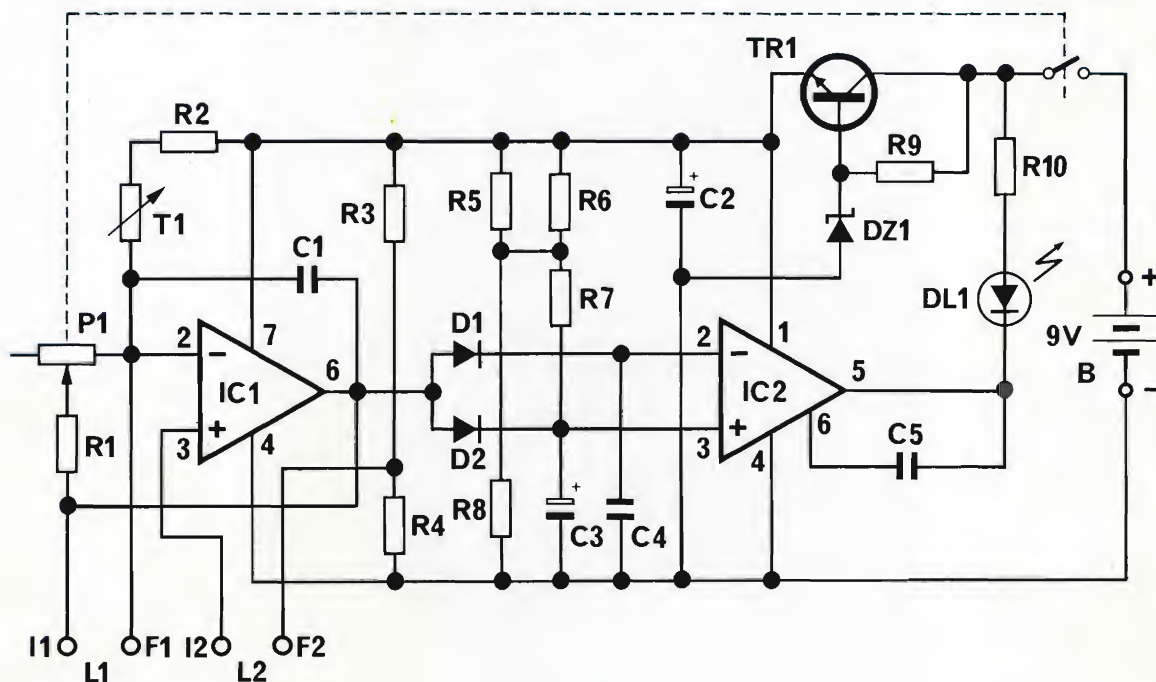 TR1
R2
R9
R10
T1
R3
R5
R6
+
C2
DZ1
C1
R7
DL1
+
P1
2
−
7
6
D1
2
−
1
5
9V
IC1
IC2
B
−
R1
3
+
4
D2
3
+
4
6
C5
R4
R8
+
C3
C4
I1
F1
I2
F2
L1
L2